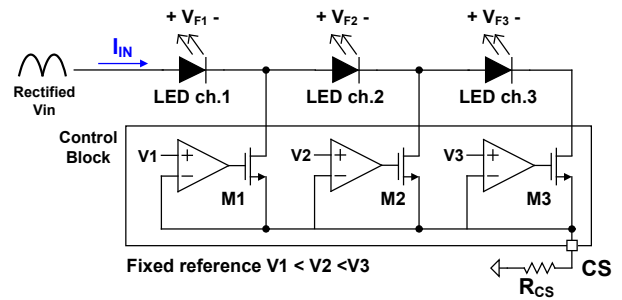 + VF1 - + VF2 - + VF3 -
IIN
Rectified
Vin
LED ch.1 LED ch.2 LED ch.3
Control
Block
V1 + - V2 + - V3 + -
M1 M2 M3
Fixed reference V1 < V2 <V3
CS
RCS